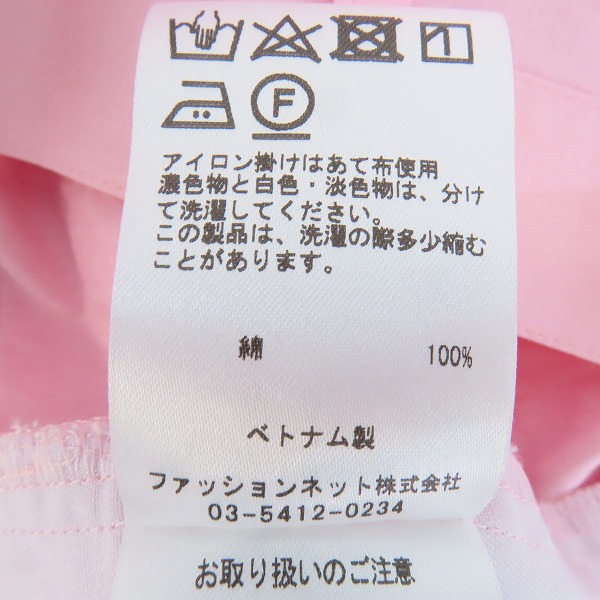 F
アイロン掛けはあて布使用
濃色物と白色・淡色物は、分け
て洗濯してください。
この製品は、洗濯の際多少縮む
ことがあります。
綿 100%
ベトナム製
ファッションネット株式会社
03-5412-0234
お取り扱いのご注意